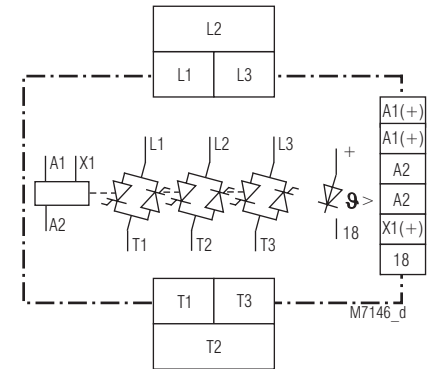 L2
L1 L3
A1(+)
A1(+)
A2
A2
X1(+)
18
A1 X1
A2
L1 L2 L3
T1 T2 T3
+
ϑ >
18
T1 T3
T2
M7146_d